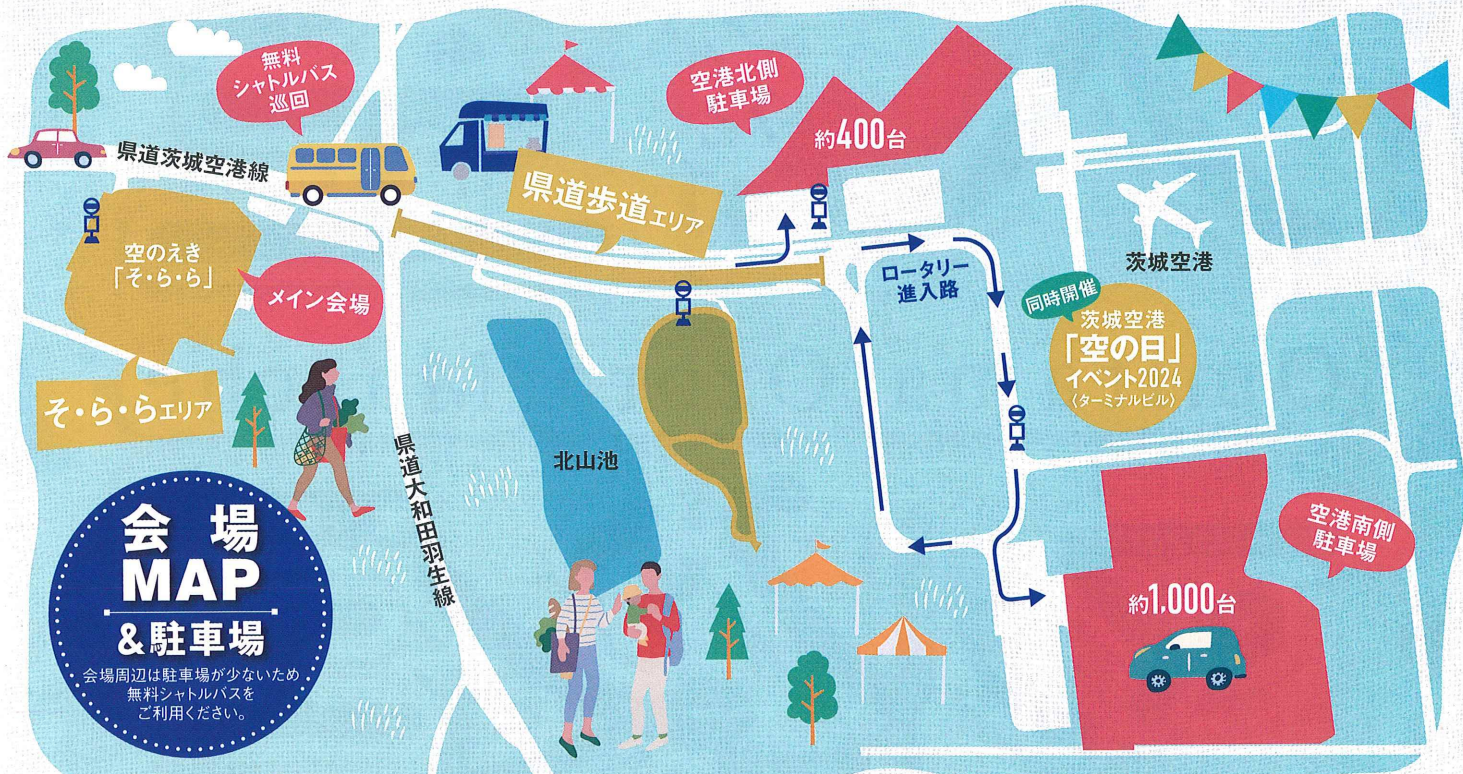 無料
シャトルバス
巡回
県道茨城空港線
空のえき
「そ・ら・ら」
メイン会場
そ・ら・らエリア
県道歩道エリア
空港北側
駐車場
約400台
ロータリー
進入路
茨城空港
同時開催
茨城空港
「空の日」
イベント2024
〈ターミナルビル〉
北山池
県道大和田羽生線
空港南側
駐車場
約1.000台
会場
MAP
&駐車場
会場周辺は駐車場が少ないため
無料シャトルバスを
ご利用ください。